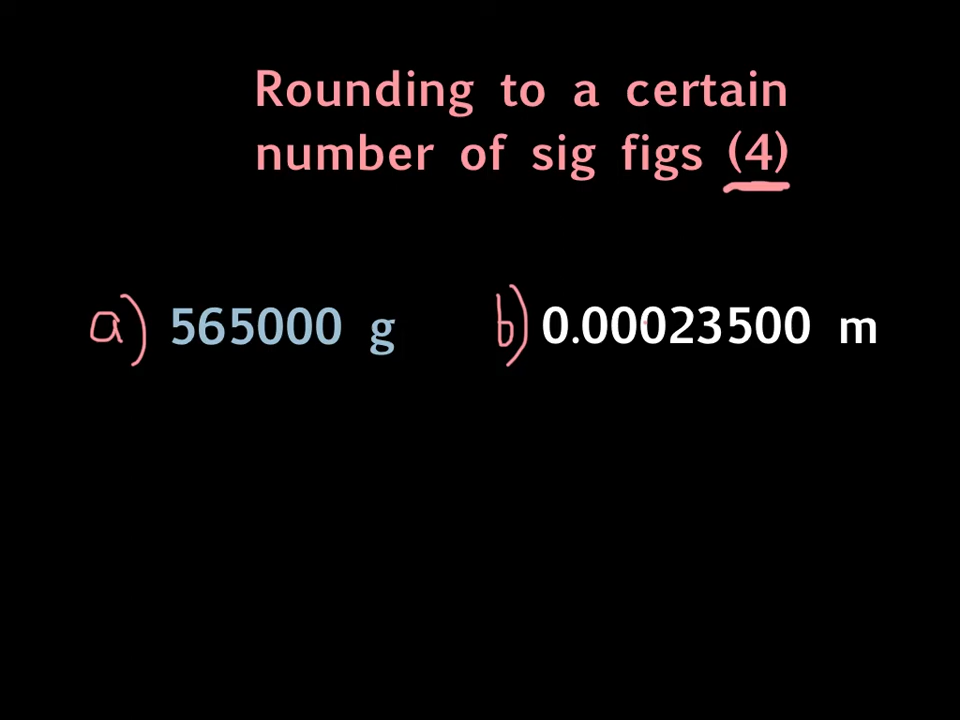 Rounding to a certain
number of sig figs (4)
a) 565000 g
b) 0.00023500 m